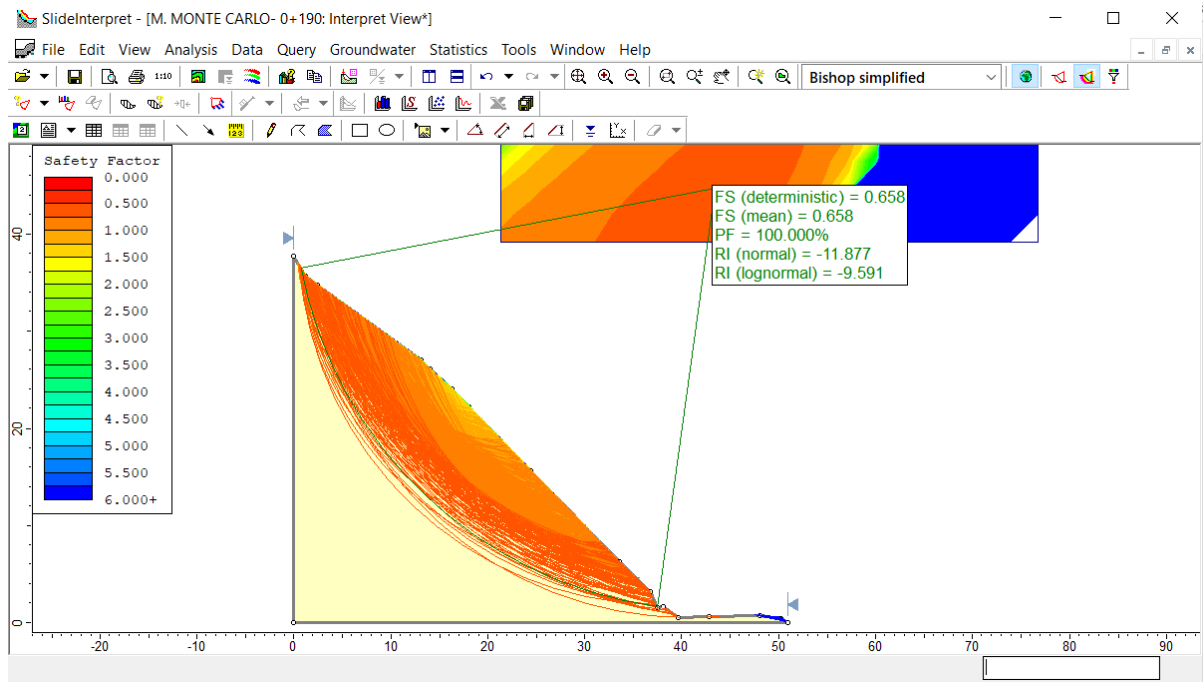 SlideInterpret - [M. MONTE CARLO- 0+190: Interpret View*]
File Edit View Analysis Data Query Groundwater Statistics Tools Window Help
1:10
Bishop simplified
S
2
123
Safety Factor
0.000
0.500
1.000
1.500
2.000
2.500
3.000
3.500
4.000
4.500
5.000
5.500
6.000+
FS (deterministic) = 0.658
FS (mean) = 0.658
PF = 100.000%
RI (normal) = -11.877
RI (lognormal) = -9.591
40
20
0
-20 -10 0 10 20 30 40 50 60 70 80 90